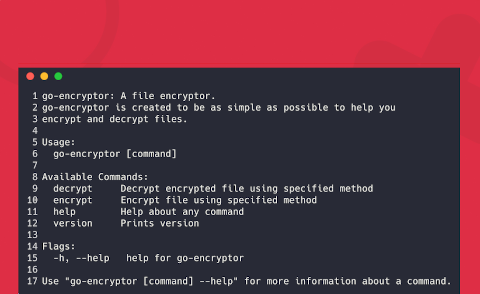 1 go-encryptor: A file encryptor.
2 go-encryptor is created to be as simple as possible to help you
3 encrypt and decrypt files.
4
5 Usage:
6   go-encryptor [command]
7
8 Available Commands:
9   decrypt     Decrypt encrypted file using specified method
10   encrypt     Encrypt file using specified method
11   help        Help about any command
12   version     Prints version
13
14 Flags:
15   -h, --help   help for go-encryptor
16
17 Use "go-encryptor [command] --help" for more information about a command.